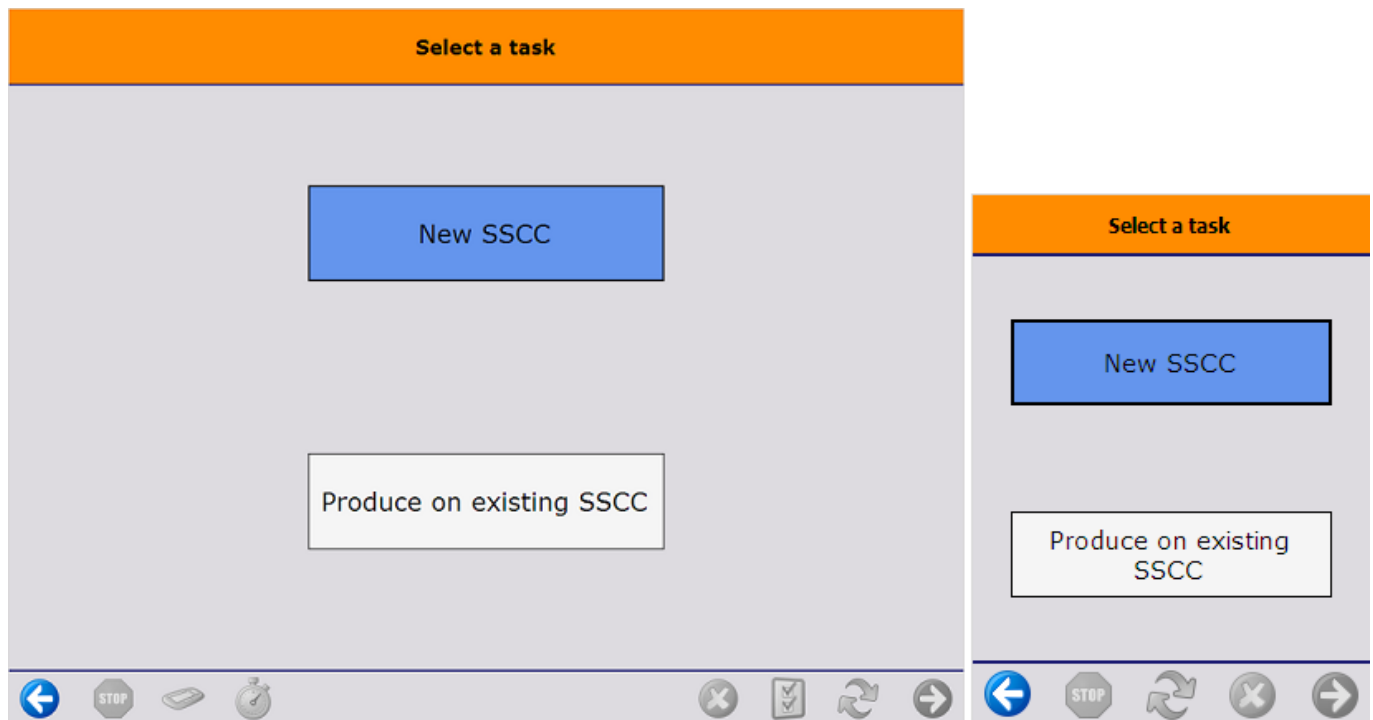 Select a task
New SSCC
Produce on existing SSCC
STOP
Select a task
New SSCC
Produce on existing
SSCC
STOP